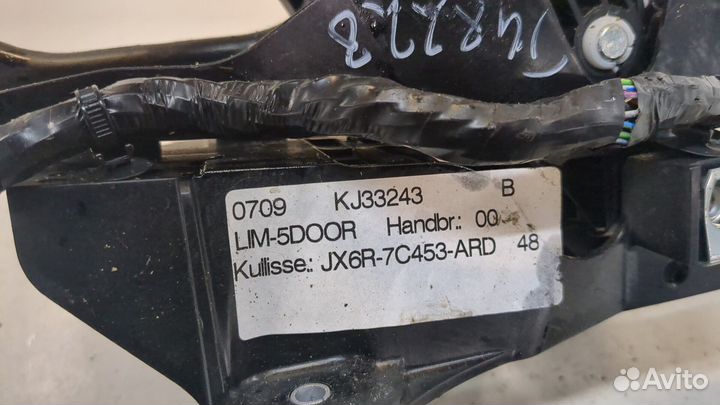 0709 KJ33243 B
LIM-5DOOR Handbr.: 00
Kulisse.: JX6R-7C453-ARD 48
Avito